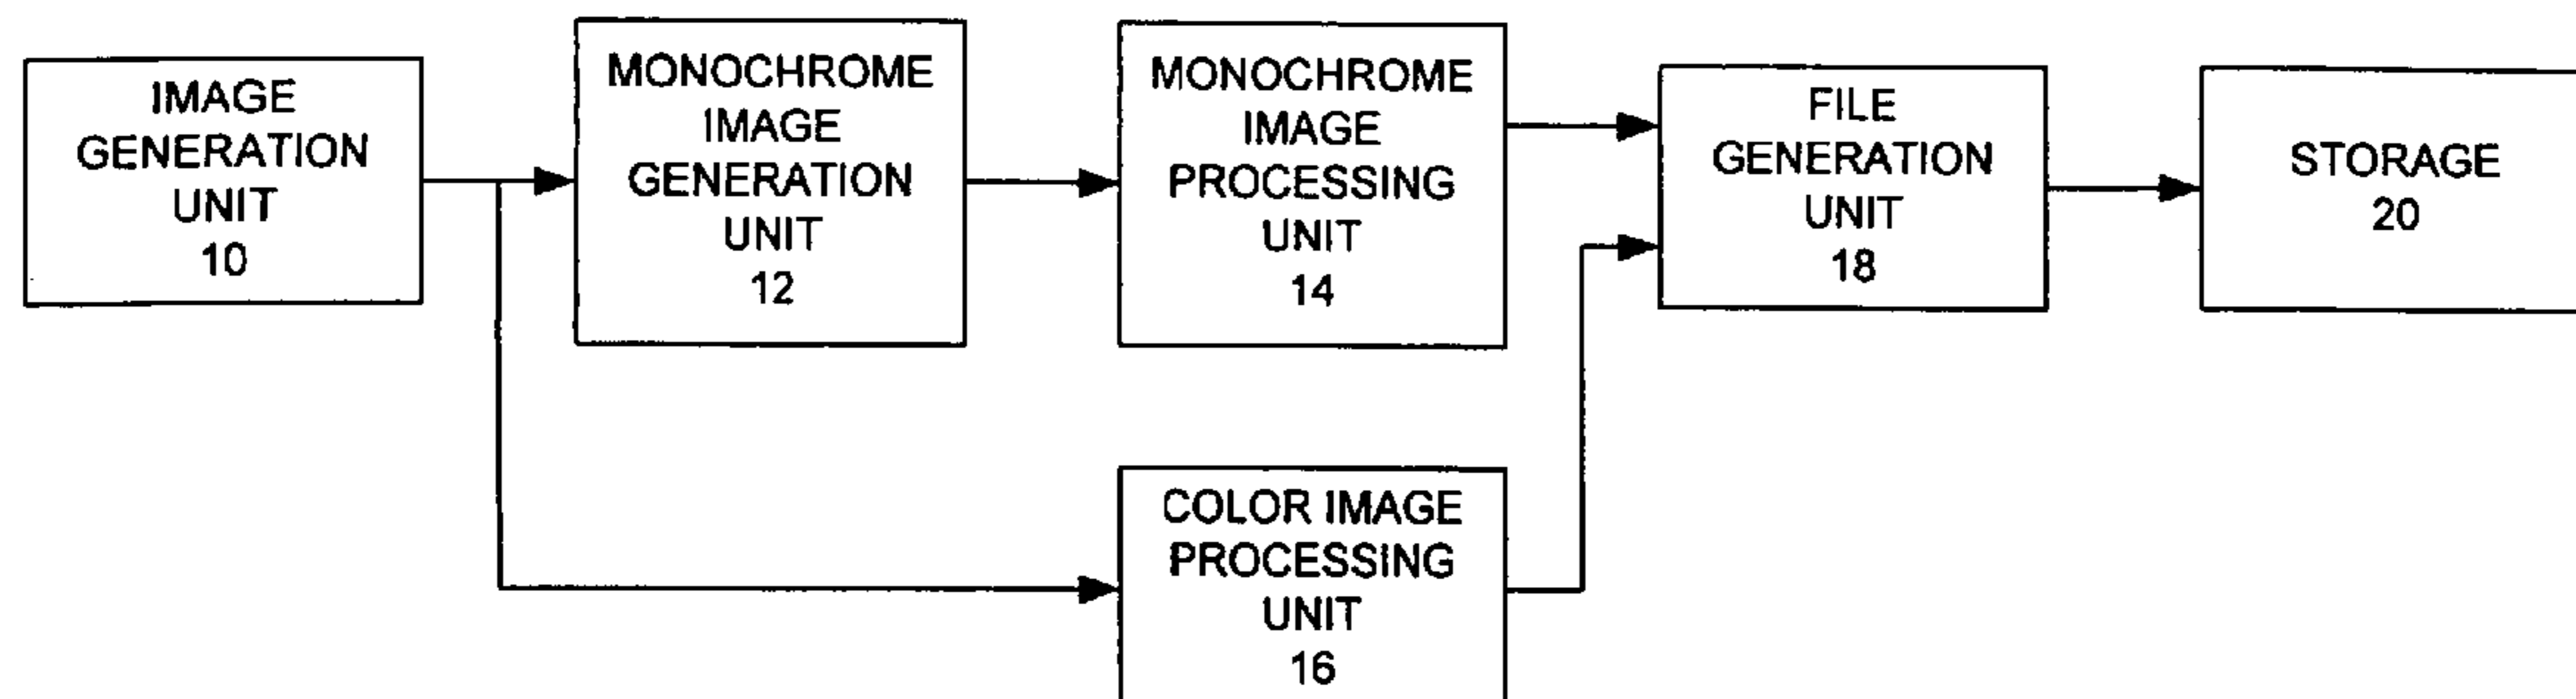 IMAGE
GENERATION
UNIT
10
MONOCHROME
IMAGE
GENERATION
UNIT
12
MONOCHROME
IMAGE
PROCESSING
UNIT
14
FILE
GENERATION
UNIT
18
STORAGE
20
COLOR IMAGE
PROCESSING
UNIT
16